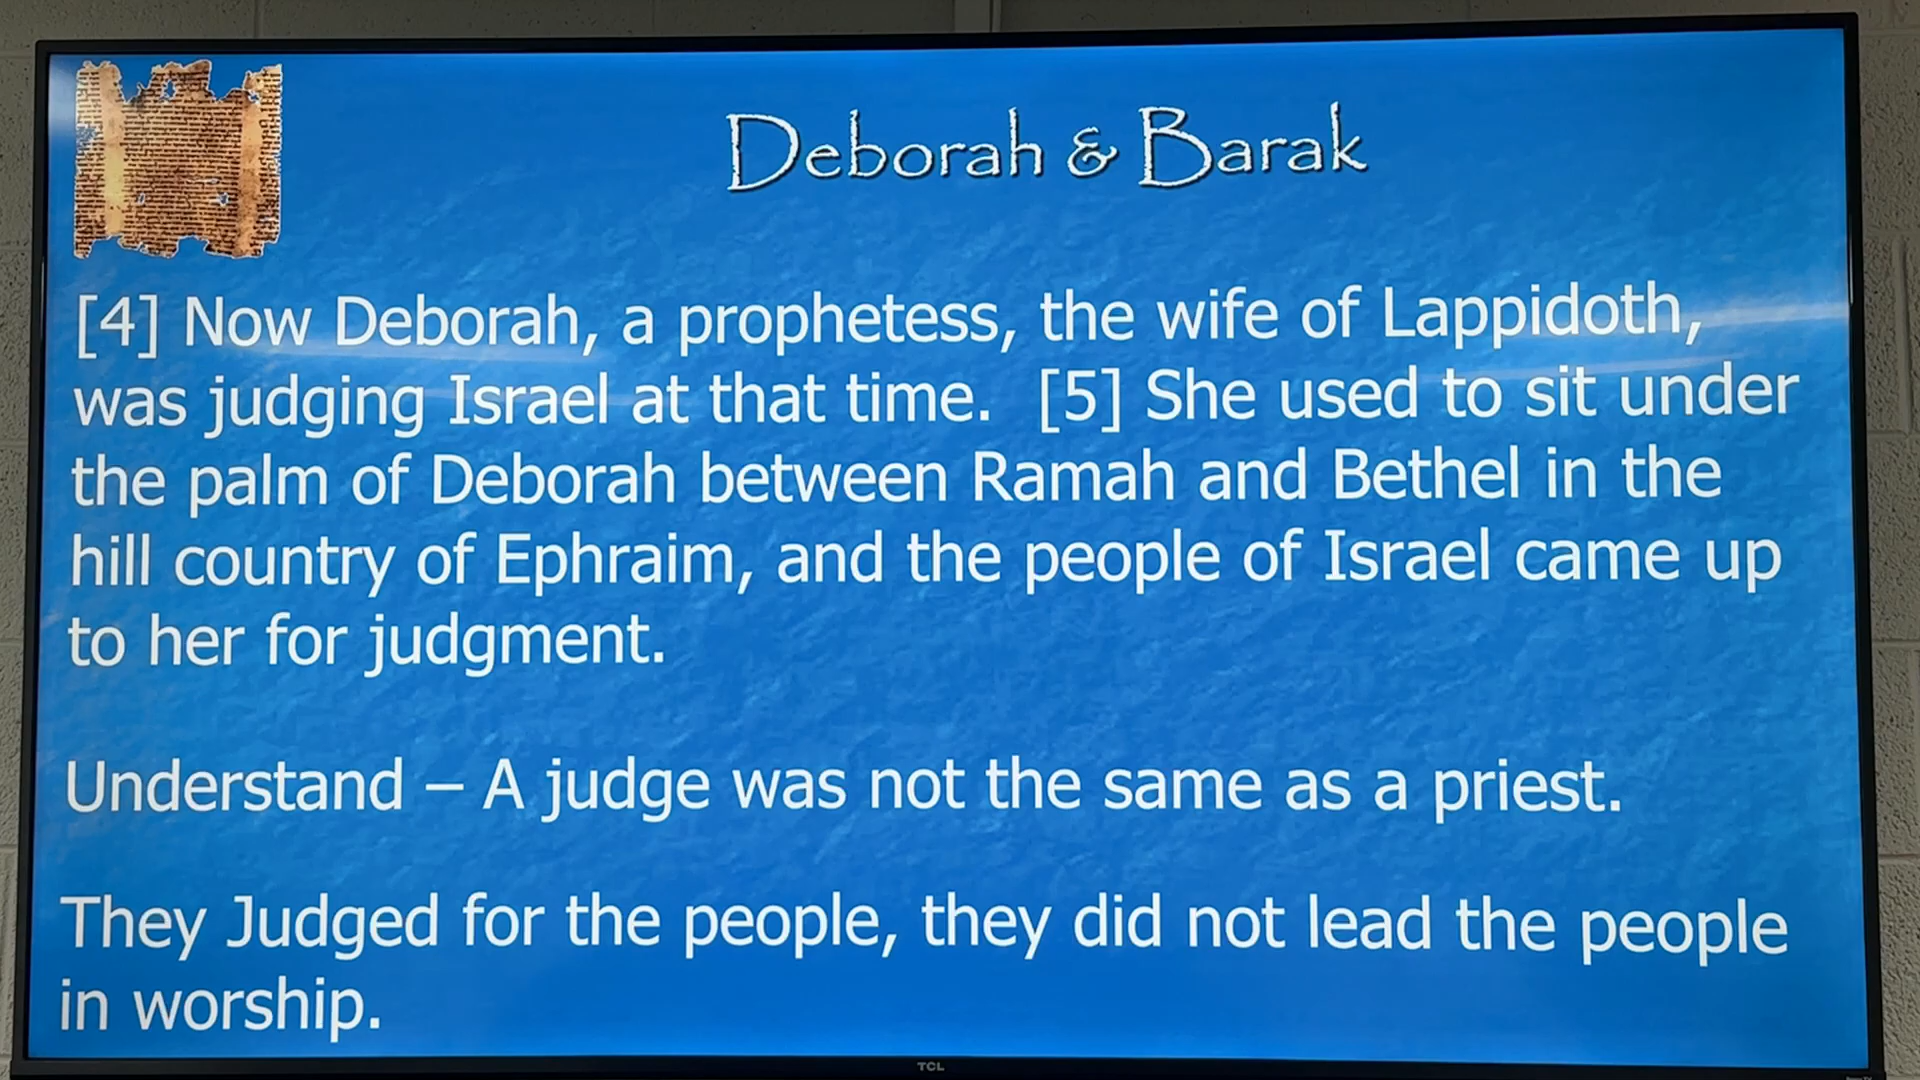 Deborah & Barak
[4] Now Deborah, a prophetess, the wife of Lappidoth,
was judging Israel at that time. [5] She used to sit under
the palm of Deborah between Ramah and Bethel in the
hill country of Ephraim, and the people of Israel came up
to her for judgment.
Understand – A judge was not the same as a priest.
They Judged for the people, they did not lead the people
in worship.
TCL